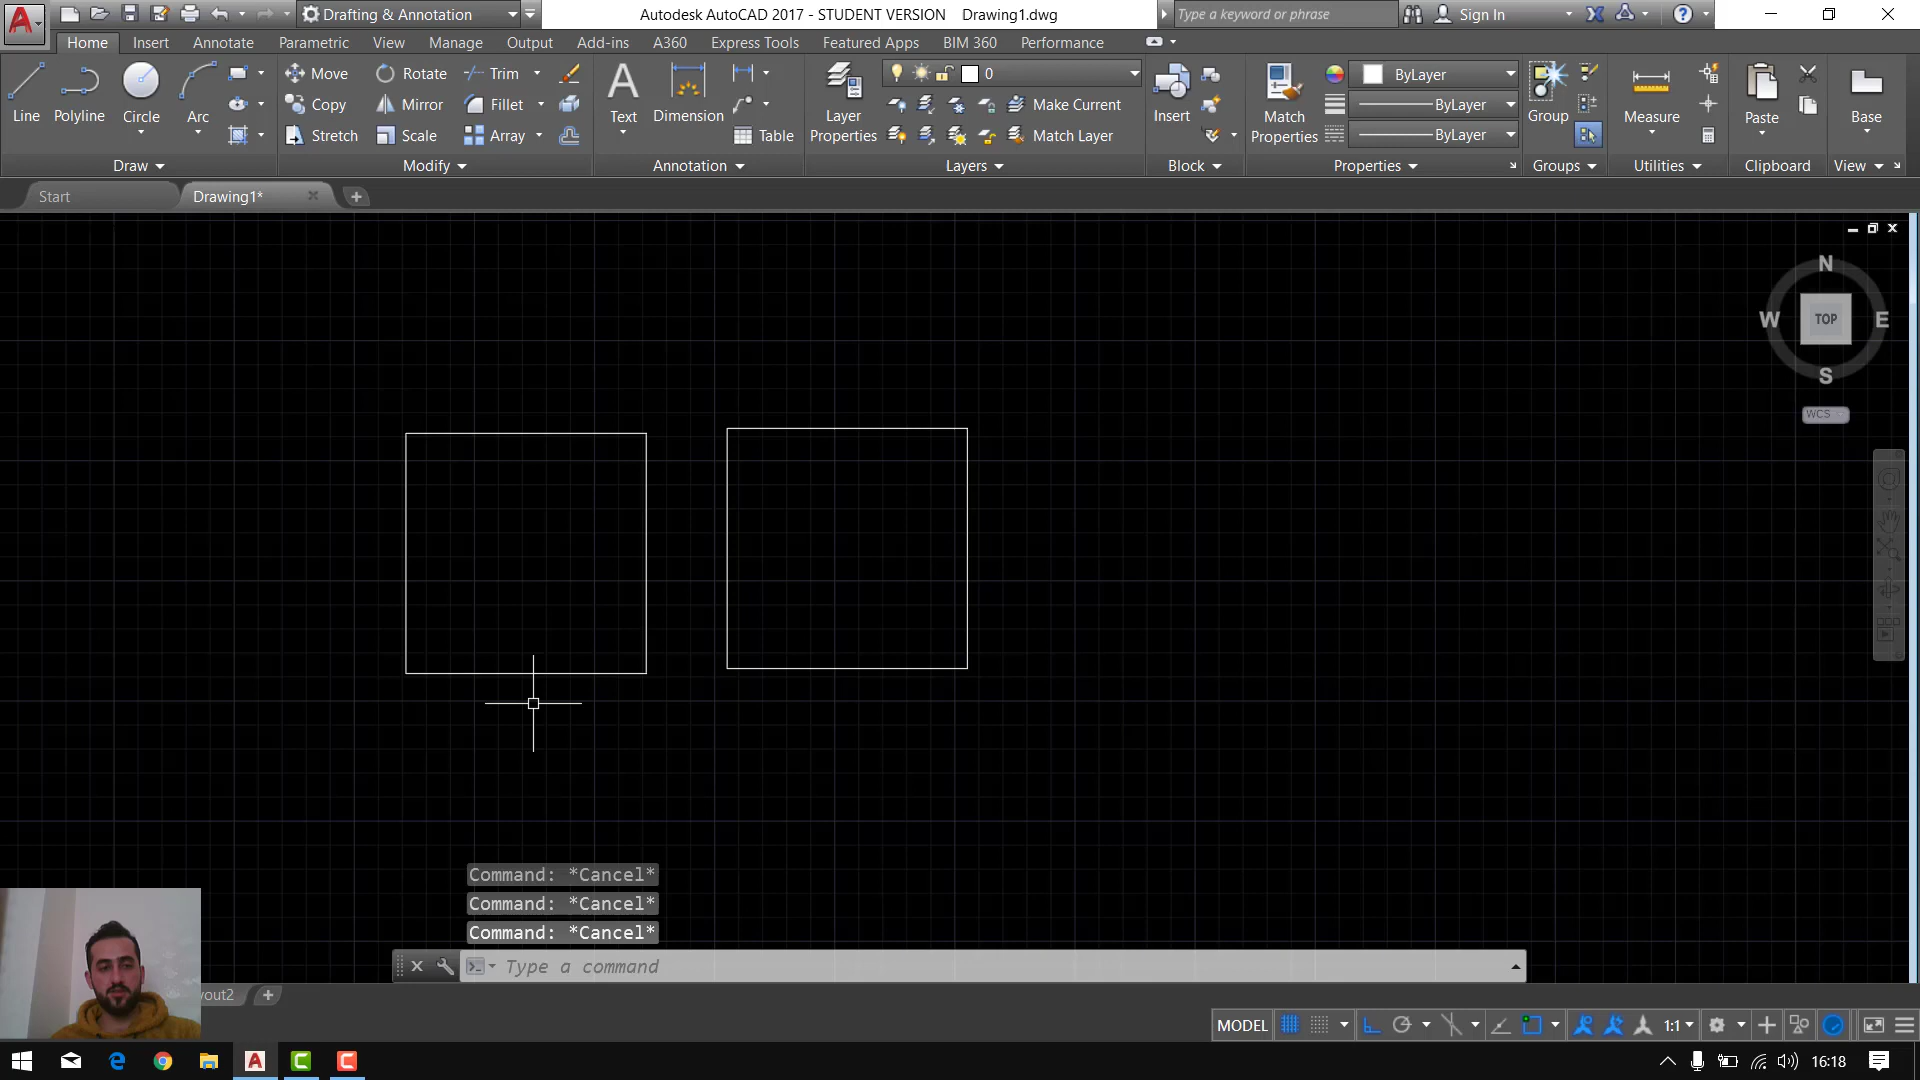 Drafting & Annotation
Autodesk AutoCAD 2017 - STUDENT VERSION Drawing1.dwg
Type a keyword or phrase
Sign In
Home Insert Annotate Parametric View Manage Output Add-ins A360 Express Tools Featured Apps BIM 360 Performance
Line Polyline Circle Arc
Move Rotate Trim
Copy Mirror Fillet
Stretch Scale Array
Text Dimension Table
Layer Properties
0
Make Current
Match Layer
Insert
Match Properties
ByLayer
ByLayer
ByLayer
Group
Measure
Paste
Base
Draw Modify Annotation Layers Block Properties Groups Utilities Clipboard View
Start Drawing1*
N
W TOP E
S
WCS
Command: *Cancel*
Command: *Cancel*
Command: *Cancel*
Type a command
yout2
MODEL 1:1
16:18